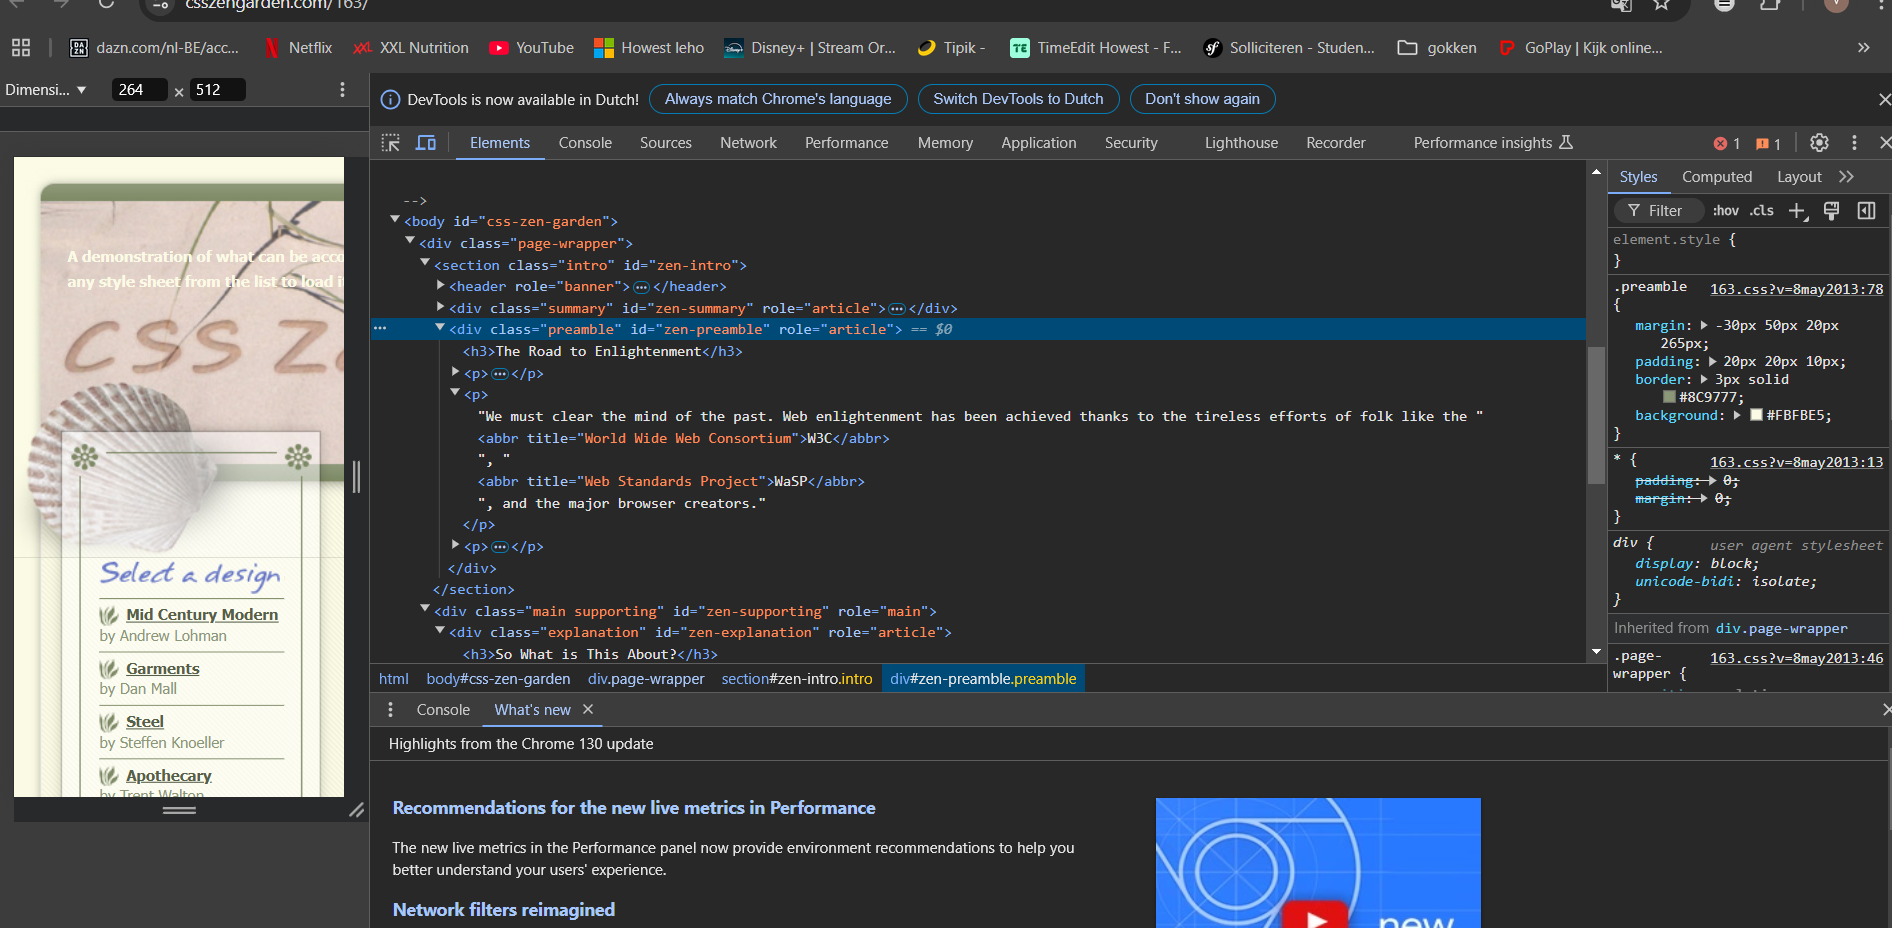 csszengarden.com/163/
dazn.com/nl-BE/acc...
Netflix
XXL Nutrition
YouTube
Howest leho
Disney+ | Stream Or...
Tipik -
TimeEdit Howest - F...
Solliciteren - Studen...
gokken
GoPlay | Kijk online...
»
Dimensi...
264 × 512
DevTools is now available in Dutch!
Always match Chrome's language
Switch DevTools to Dutch
Don't show again
Elements
Console
Sources
Network
Performance
Memory
Application
Security
Lighthouse
Recorder
Performance insights
1
1
A demonstration of what can be acco
any style sheet from the list to load i
CSS Z
Select a design
Mid Century Modern
by Andrew Lohman
Garments
by Dan Mall
Steel
by Steffen Knoeller
Apothecary
by Trent Walton
-->
<body id="css-zen-garden">
<div class="page-wrapper">
<section class="intro" id="zen-intro">
<header role="banner">…</header>
<div class="summary" id="zen-summary" role="article">…</div>
<div class="preamble" id="zen-preamble" role="article"> == $0
<h3>The Road to Enlightenment</h3>
<p>…</p>
<p>
"We must clear the mind of the past. Web enlightenment has been achieved thanks to the tireless efforts of folk like the "
<abbr title="World Wide Web Consortium">W3C</abbr>
", "
<abbr title="Web Standards Project">WaSP</abbr>
", and the major browser creators."
</p>
<p>…</p>
</div>
</section>
<div class="main supporting" id="zen-supporting" role="main">
<div class="explanation" id="zen-explanation" role="article">
<h3>So What is This About?</h3>
html body#css-zen-garden div.page-wrapper section#zen-intro.intro div#zen-preamble.preamble
Styles
Computed
Layout
Filter
:hov .cls
element.style {
}
.preamble 163.css?v=8may2013:78
{
margin: -30px 50px 20px
265px;
padding: 20px 20px 10px;
border: 3px solid
#8C9777;
background: #FBFBE5;
}
* { 163.css?v=8may2013:13
padding: 0;
margin: 0;
}
div { user agent stylesheet
display: block;
unicode-bidi: isolate;
}
Inherited from div.page-wrapper
.page- 163.css?v=8may2013:46
wrapper {
Console
What's new
Highlights from the Chrome 130 update
Recommendations for the new live metrics in Performance
The new live metrics in the Performance panel now provide environment recommendations to help you
better understand your users' experience.
Network filters reimagined
new